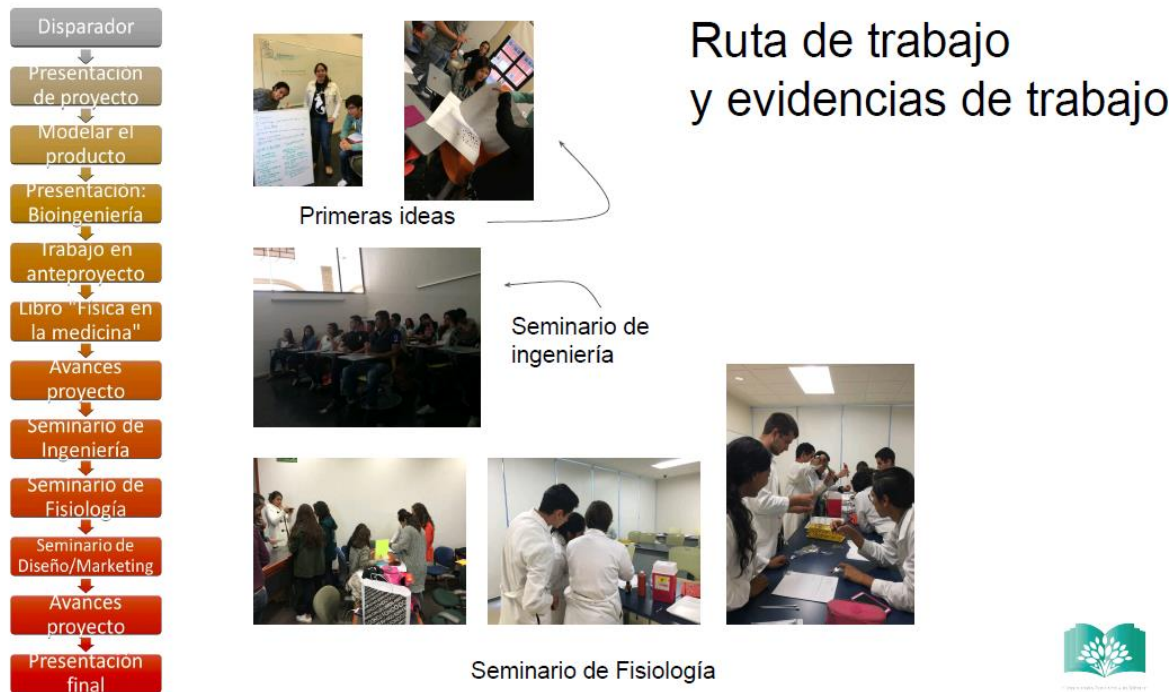 Ruta de trabajo
y evidencias de trabajo
Disparador
Presentación
de proyecto
Modelar el
producto
Presentación:
Bioingeniería
Trabajo en
anteproyecto
Libro "Física en
la medicina"
Avances
proyecto
Seminario de
Ingeniería
Seminario de
Fisiología
Seminario de
Diseño/Marketing
Avances
proyecto
Presentación
final
Primeras ideas
Seminario de
ingeniería
Seminario de Fisiología